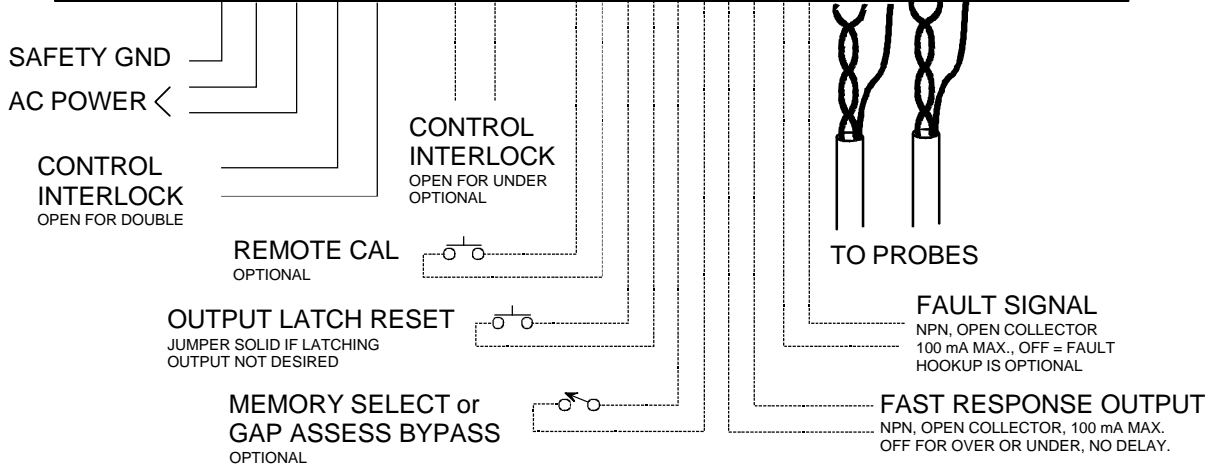 SAFETY GND
AC POWER
CONTROL
INTERLOCK
OPEN FOR DOUBLE
CONTROL
INTERLOCK
OPEN FOR UNDER
OPTIONAL
REMOTE CAL
OPTIONAL
OUTPUT LATCH RESET
JUMPER SOLID IF LATCHING
OUTPUT NOT DESIRED
MEMORY SELECT or
GAP ASSESS BYPASS
OPTIONAL
TO PROBES
FAULT SIGNAL
NPN, OPEN COLLECTOR
100 mA MAX., OFF = FAULT
HOOKUP IS OPTIONAL
FAST RESPONSE OUTPUT
NPN, OPEN COLLECTOR, 100 mA MAX.
OFF FOR OVER OR UNDER, NO DELAY.